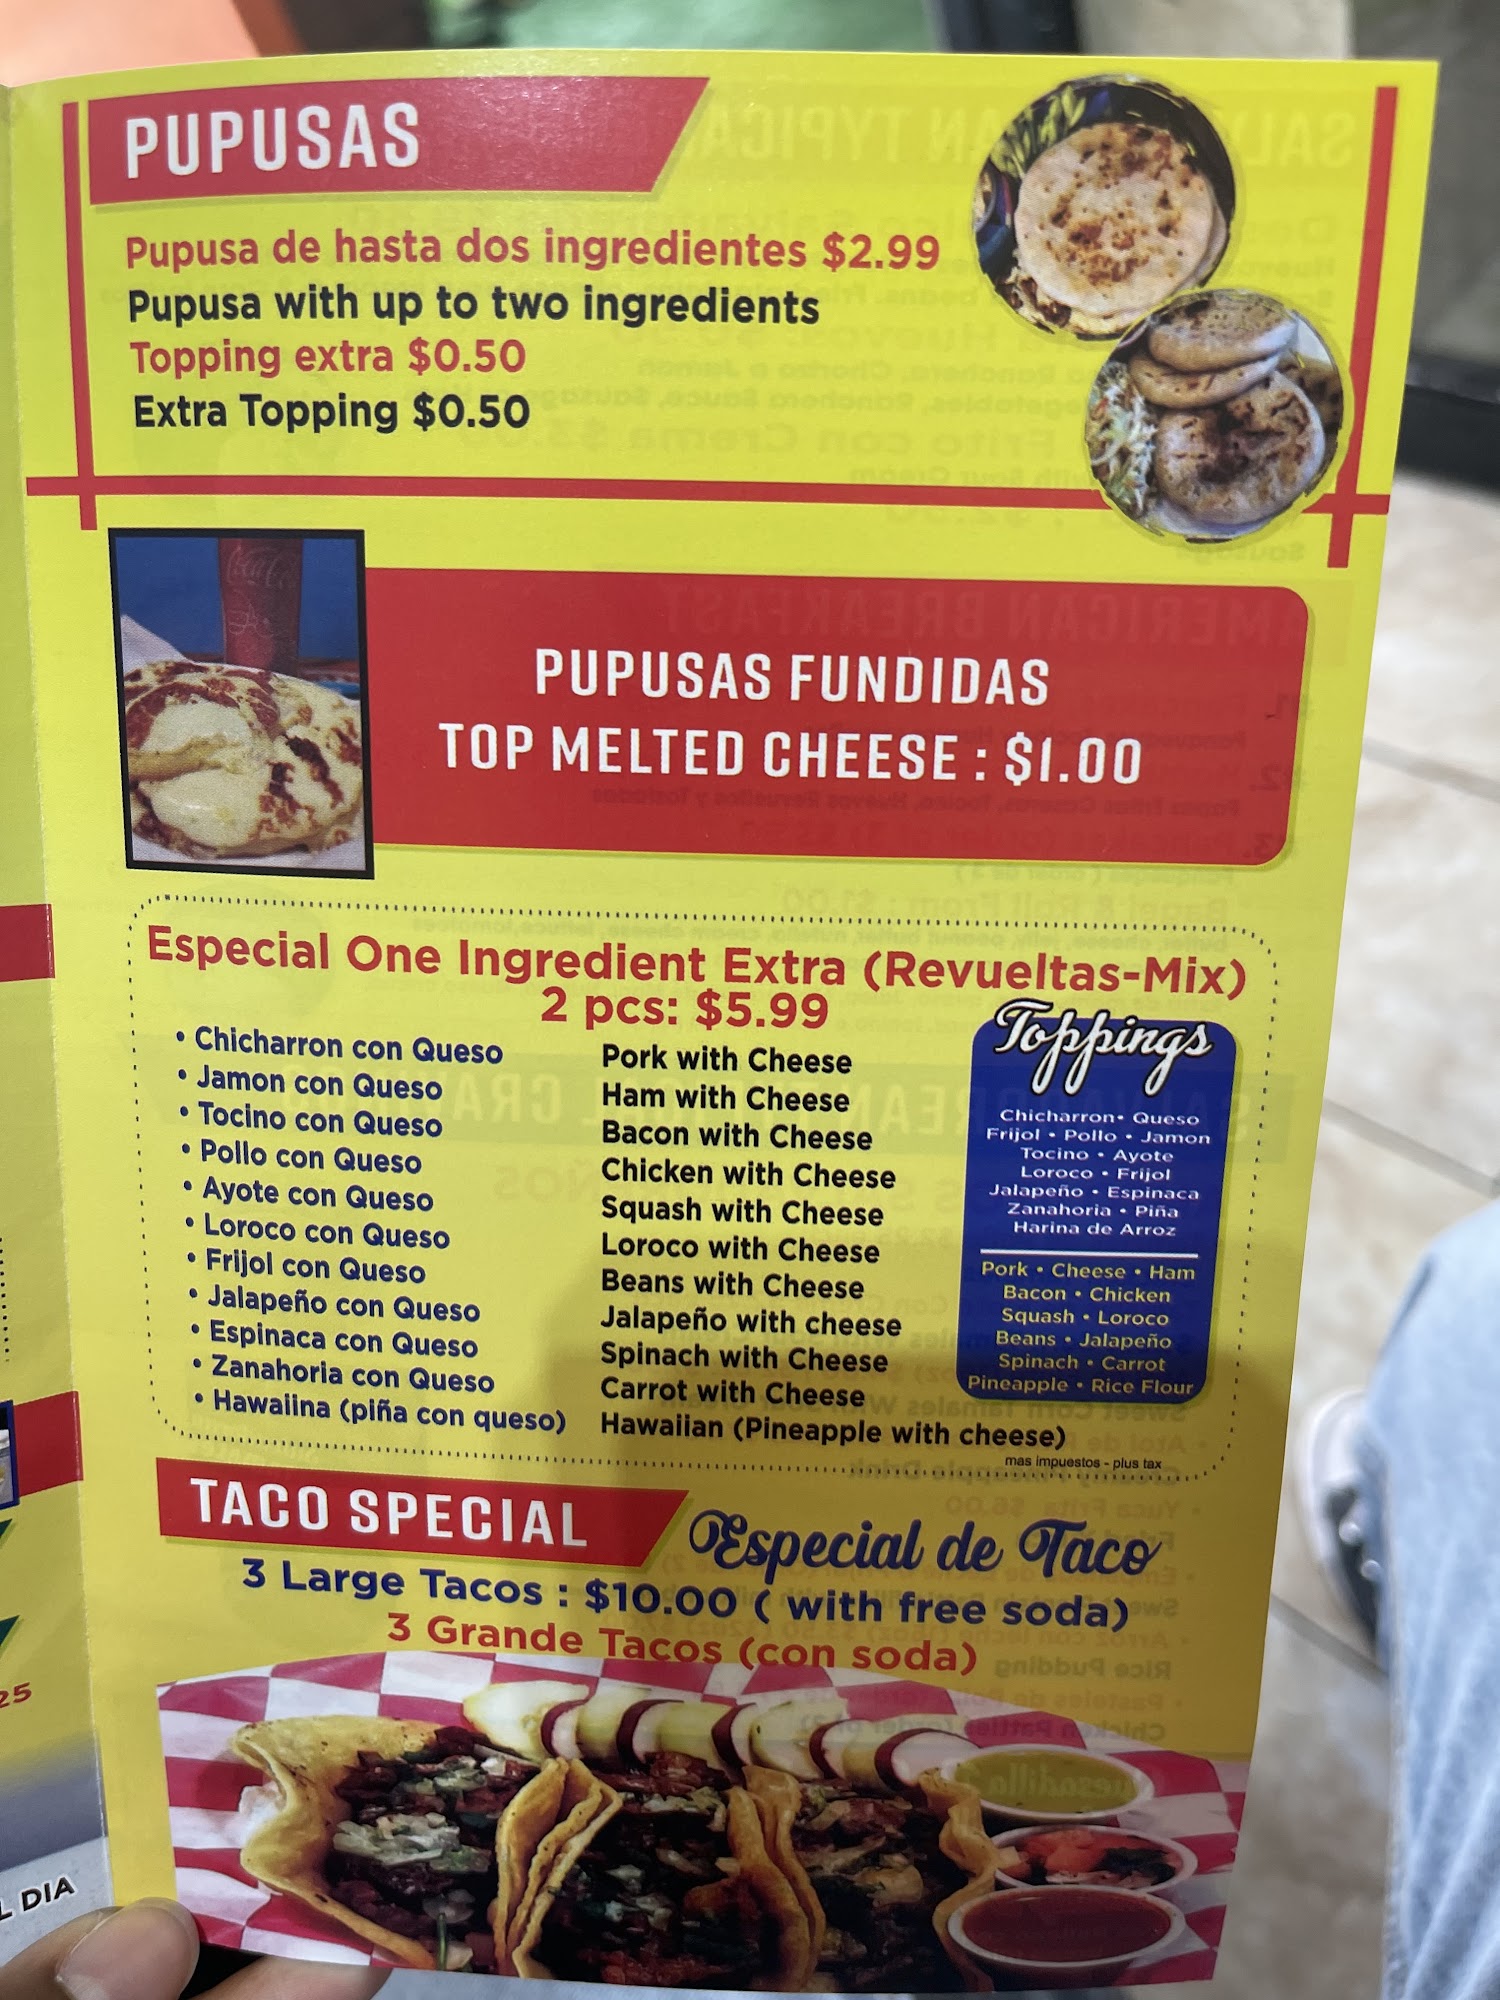 PUPUSAS
Pupusa de hasta dos ingredientes $2.99
Pupusa with up to two ingredients
Topping extra $0.50
Extra Topping $0.50
Coca-Cola
PUPUSAS FUNDIDAS
TOP MELTED CHEESE : $1.00
Especial One Ingredient Extra (Revueltas-Mix)
2 pcs: $5.99
• Chicharron con Queso
• Jamon con Queso
• Tocino con Queso
• Pollo con Queso
• Ayote con Queso
• Loroco con Queso
• Frijol con Queso
• Jalapeño con Queso
• Espinaca con Queso
• Zanahoria con Queso
• Hawaiina (piña con queso)
Pork with Cheese
Ham with Cheese
Bacon with Cheese
Chicken with Cheese
Squash with Cheese
Loroco with Cheese
Beans with Cheese
Jalapeño with cheese
Spinach with Cheese
Carrot with Cheese
Hawaiian (Pineapple with cheese)
Toppings
Chicharron• Queso
Frijol • Pollo • Jamon
Tocino • Ayote
Loroco • Frijol
Jalapeño • Espinaca
Zanahoria • Piña
Harina de Arroz
Pork • Cheese • Ham
Bacon • Chicken
Squash • Loroco
Beans • Jalapeño
Spinach • Carrot
Pineapple • Rice Flour
mas impuestos - plus tax
TACO SPECIAL
Especial de Taco
3 Large Tacos : $10.00 ( with free soda)
3 Grande Tacos (con soda)
25
L DIA